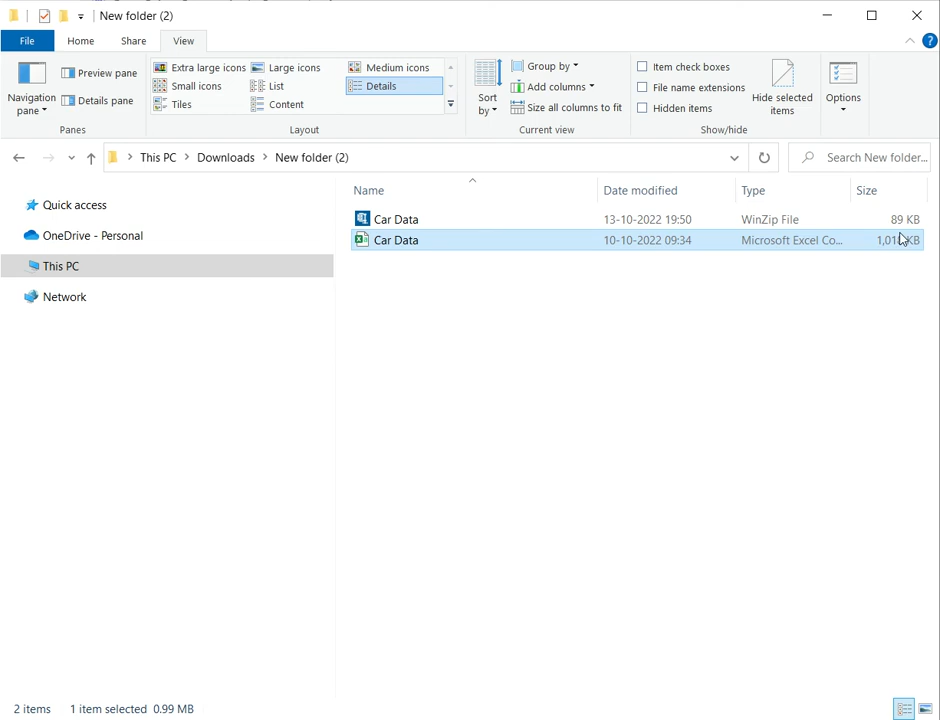 New folder (2)
File Home Share View
Navigation pane
Preview pane
Details pane
Panes
Extra large icons Large icons Medium icons
Small icons List Details
Tiles Content
Layout
Sort by
Group by
Add columns
Size all columns to fit
Current view
Item check boxes
File name extensions
Hidden items
Hide selected items
Show/hide
Options
This PC > Downloads > New folder (2)
Search New folder...
Quick access
OneDrive - Personal
This PC
Network
Name Date modified Type Size
Car Data 13-10-2022 19:50 WinZip File 89 KB
Car Data 10-10-2022 09:34 Microsoft Excel Co... KB
2 items 1 item selected 0.99 MB